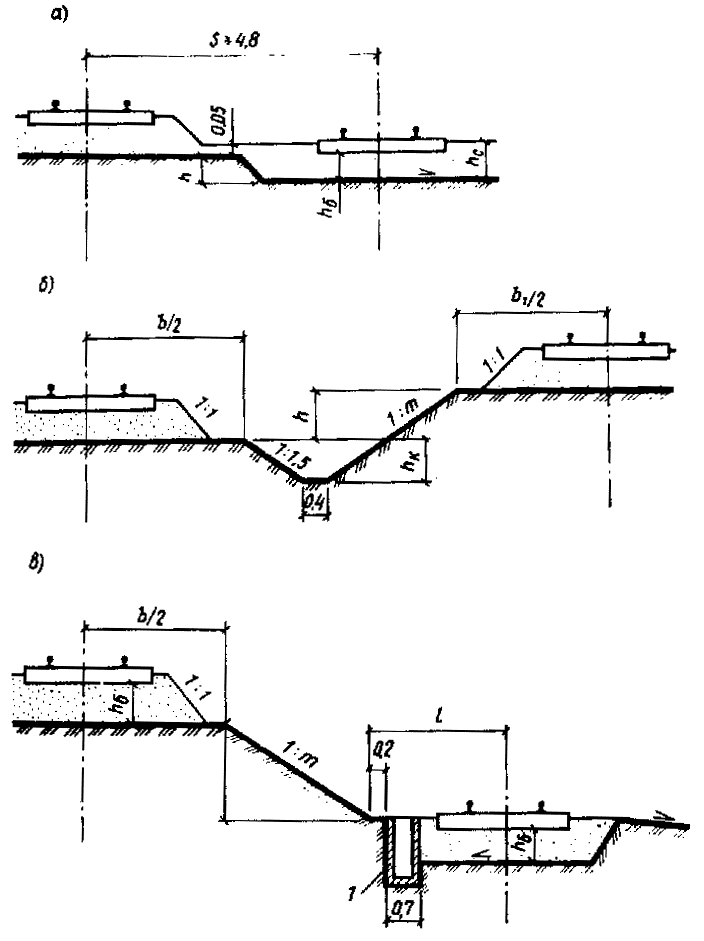 а)
S ≥ 4,8
0,05
h
hб
hс
б)
b/2
b₁/2
1:1
1:1
h
1:m
1:1,5
hк
0,4
в)
b/2
1:1
hб
1:m
l
0,2
hб
1
0,7